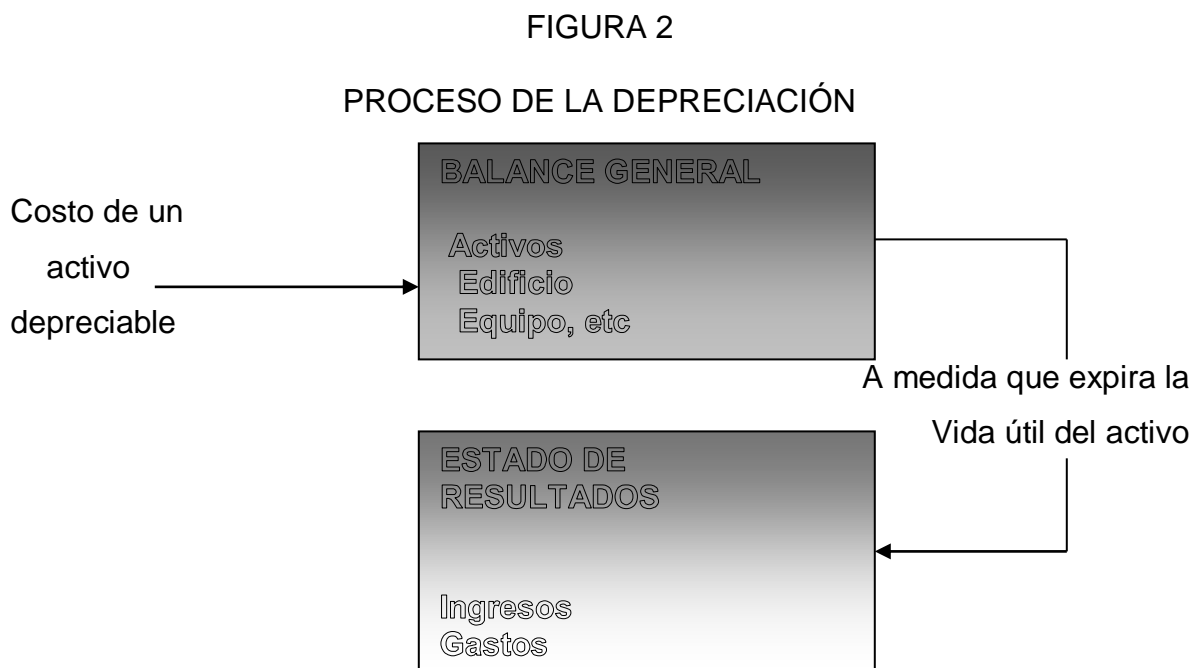 FIGURA 2
PROCESO DE LA DEPRECIACIÓN
Costo de un
activo
depreciable
BALANCE GENERAL
Activos
Edificio
Equipo, etc
A medida que expira la
Vida útil del activo
ESTADO DE
RESULTADOS
Ingresos
Gastos